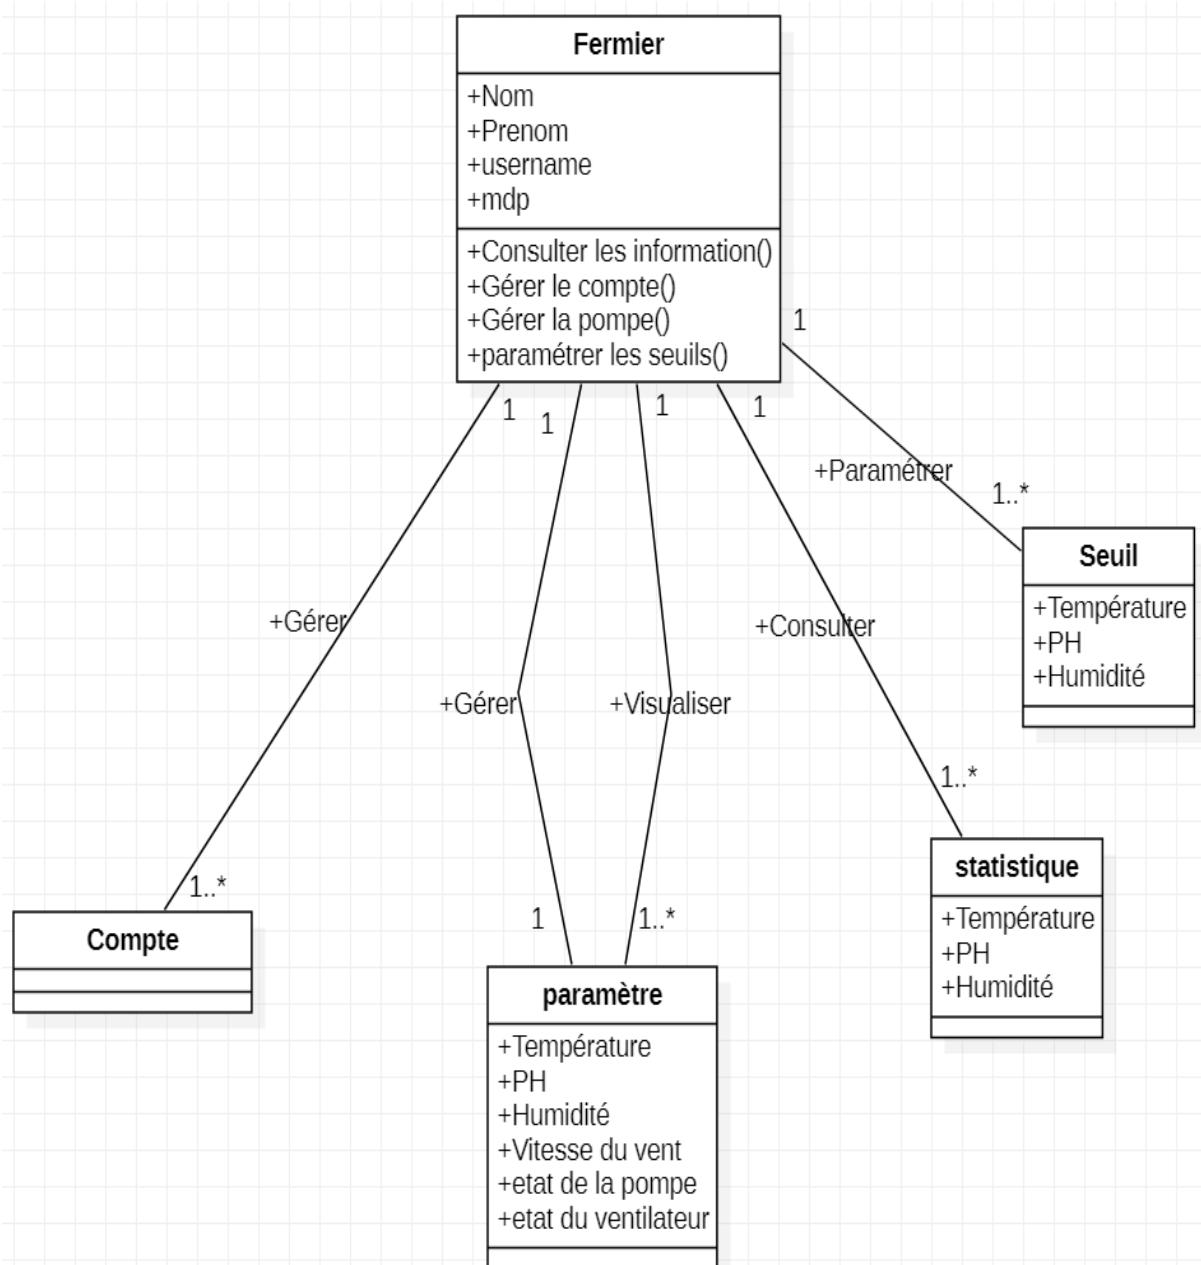 Fermier
+Nom
+Prenom
+username
+mdp
+Consulter les information()
+Gérer le compte()
+Gérer la pompe()
+paramétrer les seuils()
1
1
1
1
1
+Paramétrer
1..*
Seuil
+Température
+PH
+Humidité
+Gérer
+Consulter
+Gérer
+Visualiser
1..*
statistique
+Température
+PH
+Humidité
1..*
Compte
1
1..*
paramètre
+Température
+PH
+Humidité
+Vitesse du vent
+etat de la pompe
+etat du ventilateur